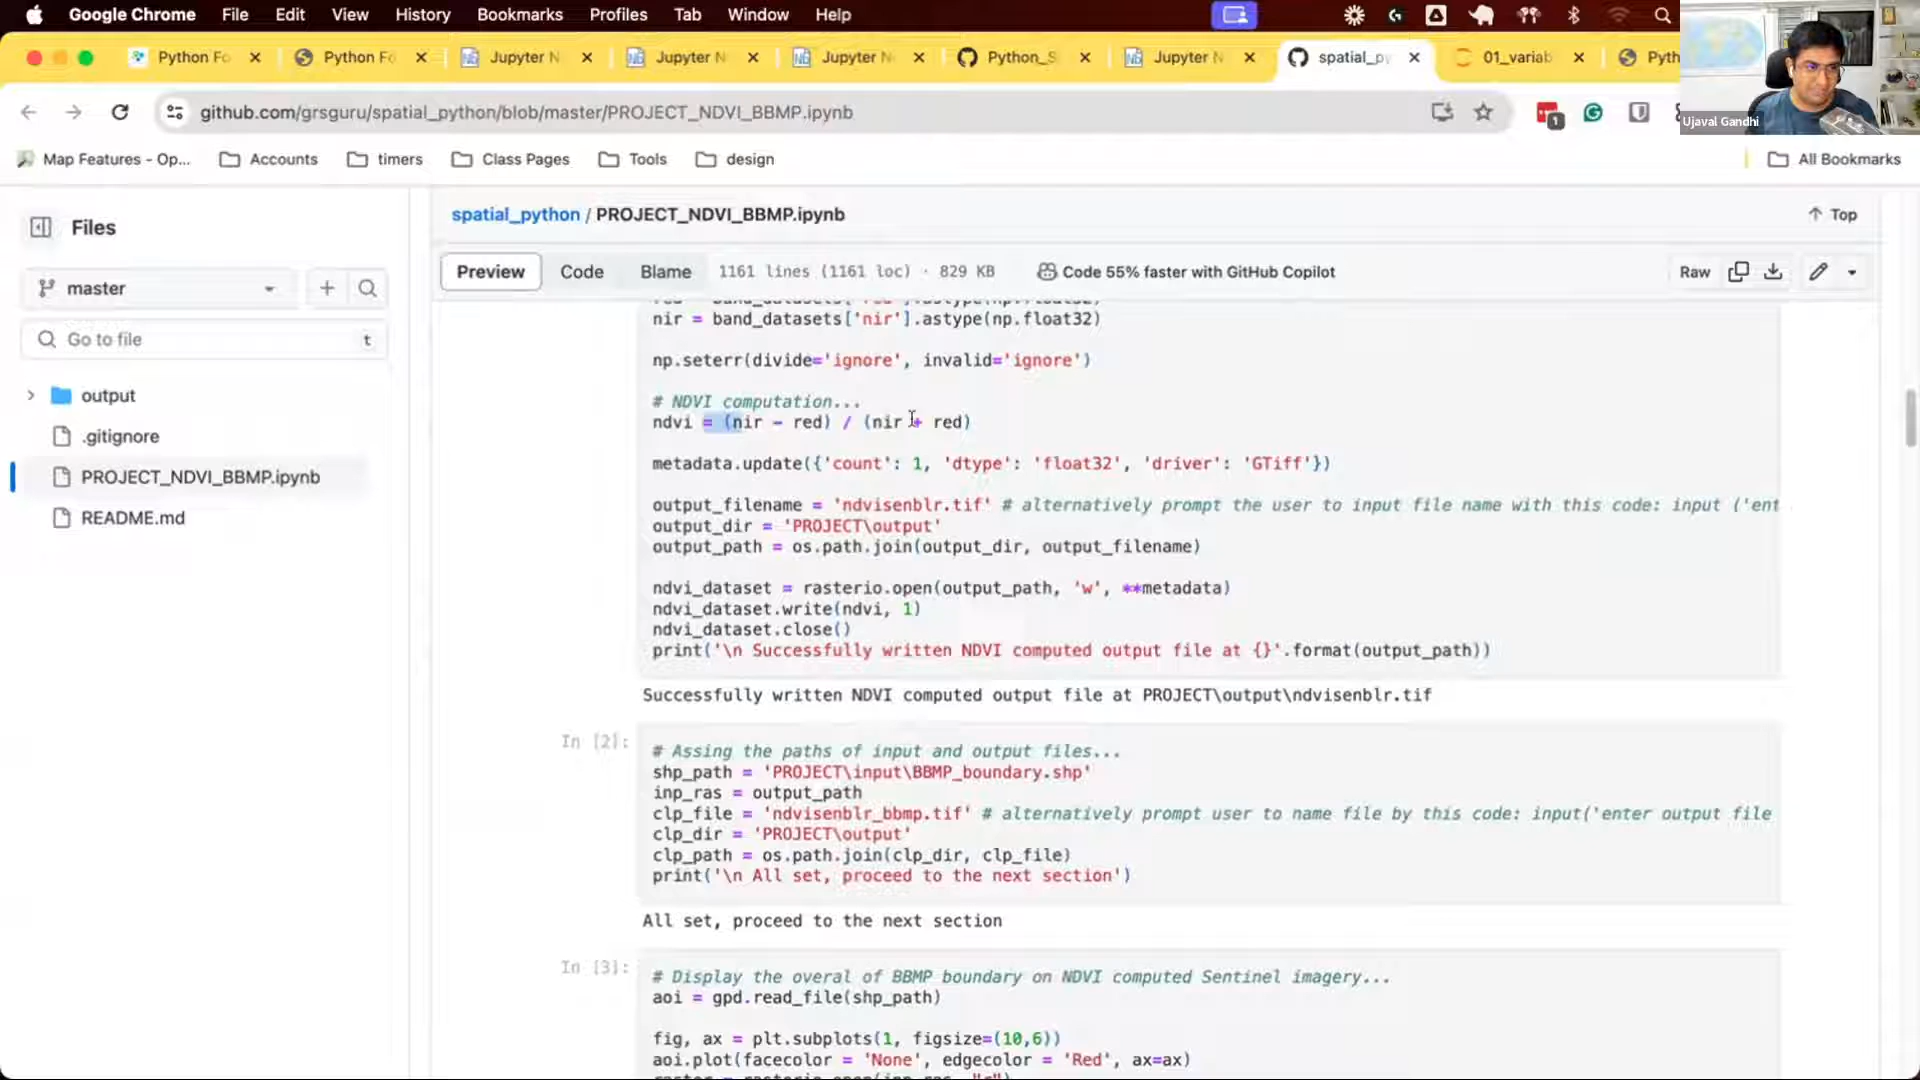 Google Chrome File Edit View History Bookmarks Profiles Tab Window Help
Python Fo Python Fo Jupyter N Jupyter N Jupyter N Python_S Jupyter N spatial_py 01_variab Pyth
github.com/grsguru/spatial_python/blob/master/PROJECT_NDVI_BBMP.ipynb
1
Ujaval Gandhi
Map Features - Op... Accounts timers Class Pages Tools design All Bookmarks
Files
master
Go to file t
output
.gitignore
PROJECT_NDVI_BBMP.ipynb
README.md
spatial_python / PROJECT_NDVI_BBMP.ipynb
Top
Preview Code Blame 1161 lines (1161 loc) · 829 KB Code 55% faster with GitHub Copilot Raw
red = band_datasets['red'].astype(np.float32)
nir = band_datasets['nir'].astype(np.float32)
np.seterr(divide='ignore', invalid='ignore')
# NDVI computation...
ndvi = (nir - red) / (nir + red)
metadata.update({'count': 1, 'dtype': 'float32', 'driver': 'GTiff'})
output_filename = 'ndvisenblr.tif' # alternatively prompt the user to input file name with this code: input ('ent
output_dir = 'PROJECT\output'
output_path = os.path.join(output_dir, output_filename)
ndvi_dataset = rasterio.open(output_path, 'w', **metadata)
ndvi_dataset.write(ndvi, 1)
ndvi_dataset.close()
print('\n Successfully written NDVI computed output file at {}'.format(output_path))
Successfully written NDVI computed output file at PROJECT\output\ndvisenblr.tif
In [2]:
# Assing the paths of input and output files...
shp_path = 'PROJECT\input\BBMP_boundary.shp'
inp_ras = output_path
clp_file = 'ndvisenblr_bbmp.tif' # alternatively prompt user to name file by this code: input('enter output file
clp_dir = 'PROJECT\output'
clp_path = os.path.join(clp_dir, clp_file)
print('\n All set, proceed to the next section')
All set, proceed to the next section
In [3]:
# Display the overal of BBMP boundary on NDVI computed Sentinel imagery...
aoi = gpd.read_file(shp_path)
fig, ax = plt.subplots(1, figsize=(10,6))
aoi.plot(facecolor = 'None', edgecolor = 'Red', ax=ax)